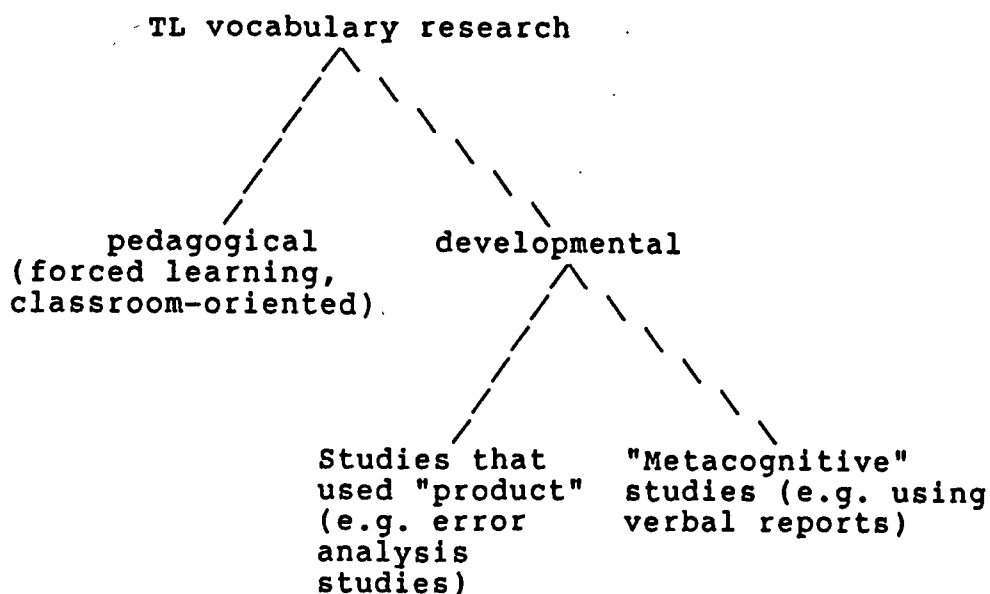 TL vocabulary research
pedagogical
(forced learning,
classroom-oriented)
developmental
Studies that
used "product"
(e.g. error
analysis
studies)
"Metacognitive"
studies (e.g. using
verbal reports)